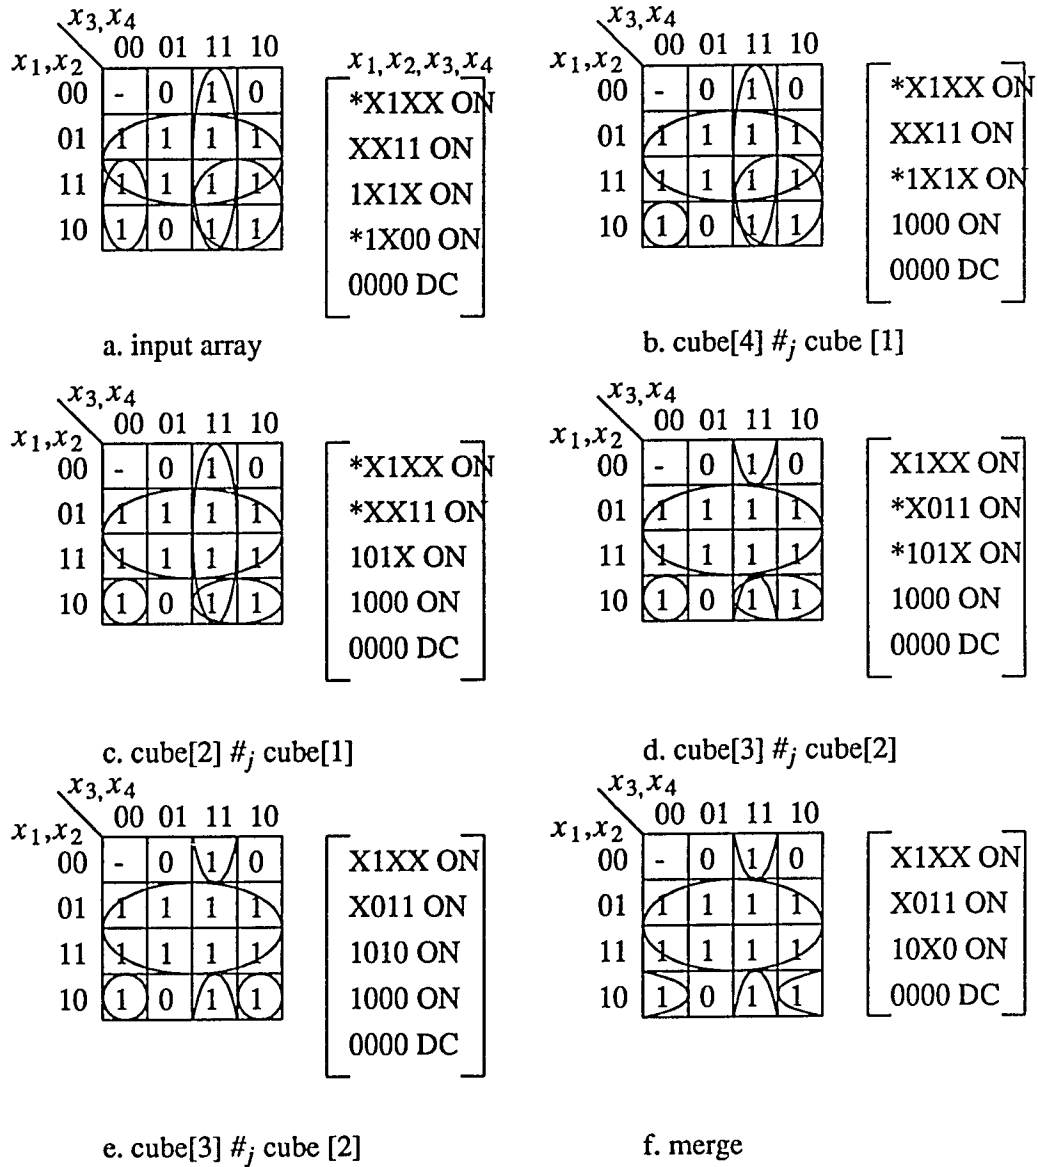 x3,x4
00 01 11 10
x1,x2
x1,x2,x3,x4
00 - 0 1 0
*X1XX ON
01 1 1 1 1
XX11 ON
11 1 1 1 1
1X1X ON
10 1 0 1 1
*1X00 ON
0000 DC
a. input array
x3,x4
00 01 11 10
x1,x2
00 - 0 1 0
*X1XX ON
01 1 1 1 1
XX11 ON
11 1 1 1 1
*1X1X ON
10 1 0 1 1
1000 ON
0000 DC
b. cube[4] #j cube [1]
x3,x4
00 01 11 10
x1,x2
00 - 0 1 0
*X1XX ON
01 1 1 1 1
*XX11 ON
11 1 1 1 1
101X ON
10 1 0 1 1
1000 ON
0000 DC
c. cube[2] #j cube[1]
x3,x4
00 01 11 10
x1,x2
00 - 0 1 0
X1XX ON
01 1 1 1 1
*X011 ON
11 1 1 1 1
*101X ON
10 1 0 1 1
1000 ON
0000 DC
d. cube[3] #j cube[2]
x3,x4
00 01 11 10
x1,x2
00 - 0 1 0
X1XX ON
01 1 1 1 1
X011 ON
11 1 1 1 1
1010 ON
10 1 0 1 1
1000 ON
0000 DC
e. cube[3] #j cube [2]
x3,x4
00 01 11 10
x1,x2
00 - 0 1 0
X1XX ON
01 1 1 1 1
X011 ON
11 1 1 1 1
10X0 ON
10 1 0 1 1
0000 DC
f. merge